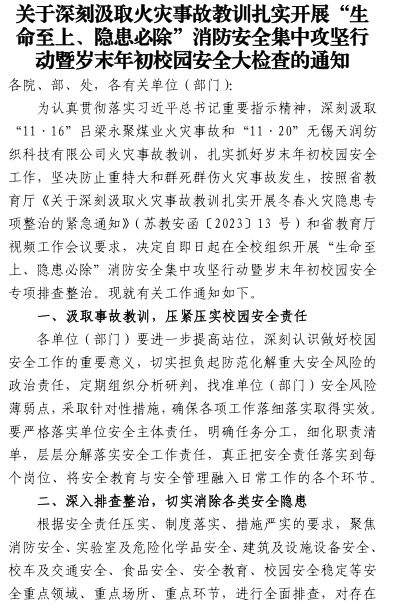 关于深刻汲取火灾事故教训扎实开展“生
命至上、隐患必除”消防安全集中攻坚行
动暨岁末年初校园安全大检查的通知
各院、部、处，各有关单位（部门）：
为认真贯彻落实习近平总书记重要指示精神，深刻汲取
“11·16”吕梁永聚煤业火灾事故和“11·20”无锡天润纺
织科技有限公司火灾事故教训，扎实抓好岁末年初校园安全
工作，坚决防止重特大和群死群伤火灾事故发生，按照省教
育厅《关于深刻汲取火灾事故教训扎实开展冬春火灾隐患专
项整治的紧急通知》（苏教安函〔2023〕13 号）和省教育厅
视频工作会议要求，决定自即日起在全校组织开展“生命至
上、隐患必除”消防安全集中攻坚行动暨岁末年初校园安全
专项排查整治。现就有关工作通知如下。
一、汲取事故教训，压紧压实校园安全责任
各单位（部门）要进一步提高站位，深刻认识做好校园
安全工作的重要意义，切实担负起防范化解重大安全风险的
政治责任，定期组织分析研判，找准单位（部门）安全风险
薄弱点，采取针对性措施，确保各项工作落细落实取得实效。
要严格落实单位安全主体责任，明确任务分工，细化职责清
单，层层分解落实安全工作责任，真正把安全责任落实到每
个岗位、将安全教育与安全管理融入日常工作的各个环节。
二、深入排查整治，切实消除各类安全隐患
根据安全责任压实、制度落实、措施严实的要求，聚焦
消防安全、实验室及危险化学品安全、建筑及设施设备安全、
校车及交通安全、食品安全、安全教育、校园安全稳定等安
全重点领域、重点场所、重点环节，进行全面排查，对存在